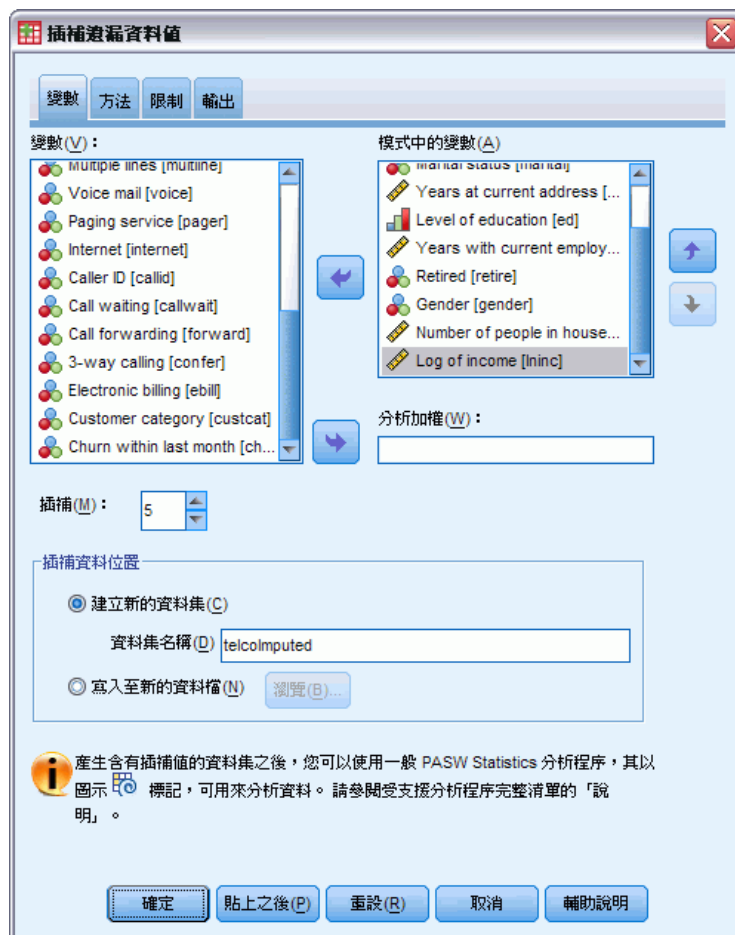 插補遺漏資料值
變數 方法 限制 輸出
變數(V)：
Multiple lines [multline]
Voice mail [voice]
Paging service [pager]
Internet [internet]
Caller ID [callid]
Call waiting [callwait]
Call forwarding [forward]
3-way calling [confer]
Electronic billing [ebill]
Customer category [custcat]
Churn within last month [ch...
模式中的變數(A)
Marital status [marital]
Years at current address [...
Level of education [ed]
Years with current employ...
Retired [retire]
Gender [gender]
Number of people in house...
Log of income [lninc]
分析加權(W)：
插補(M)： 5
插補資料位置
建立新的資料集(C)
資料集名稱(D) telcoImputed
寫入至新的資料檔(N) 瀏覽(B)...
產生含有插補值的資料集之後，您可以使用一般 PASW Statistics 分析程序，其以
圖示 標記，可用來分析資料。請參閱受支援分析程序完整清單的「說
明」。
確定 貼上之後(P) 重設(R) 取消 輔助說明